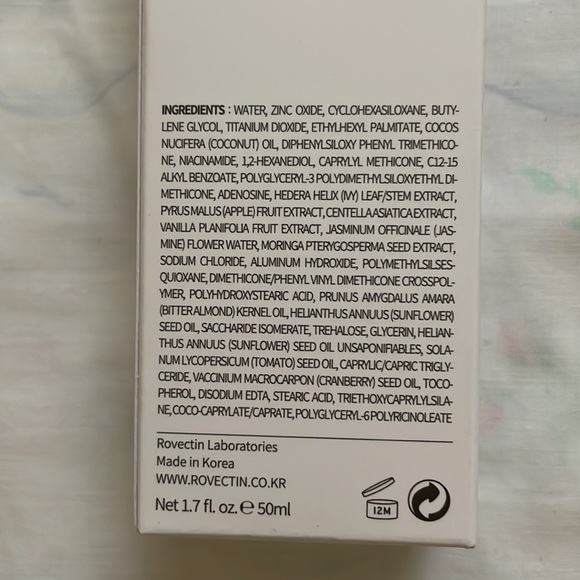 INGREDIENTS : WATER, ZINC OXIDE, CYCLOHEXASILOXANE, BUTY-
LENE GLYCOL, TITANIUM DIOXIDE, ETHYLHEXYL PALMITATE, COCOS
NUCIFERA (COCONUT) OIL, DIPHENYLSILOXY PHENYL TRIMETHICO-
NE, NIACINAMIDE, 1,2-HEXANEDIOL, CAPRYLYL METHICONE, C12-15
ALKYL BENZOATE, POLYGLYCERYL-3 POLYDIMETHYLSILOXYETHYL DI-
METHICONE, ADENOSINE, HEDERA HELIX (IVY) LEAF/STEM EXTRACT,
PYRUS MALUS (APPLE) FRUIT EXTRACT, CENTELLA ASIATICA EXTRACT,
VANILLA PLANIFOLIA FRUIT EXTRACT, JASMINUM OFFICINALE (JAS-
MINE) FLOWER WATER, MORINGA PTERYGOSPERMA SEED EXTRACT,
SODIUM CHLORIDE, ALUMINUM HYDROXIDE, POLYMETHYLSILSES-
QUIOXANE, DIMETHICONE/PHENYL VINYL DIMETHICONE CROSSPOL-
YMER, POLYHYDROXYSTEARIC ACID, PRUNUS AMYGDALUS AMARA
(BITTER ALMOND) KERNEL OIL, HELIANTHUS ANNUUS (SUNFLOWER)
SEED OIL, SACCHARIDE ISOMERATE, TREHALOSE, GLYCERIN, HELIAN-
THUS ANNUUS (SUNFLOWER) SEED OIL UNSAPONIFIABLES, SOLA-
NUM LYCOPERSICUM (TOMATO) SEED OIL, CAPRYLIC/CAPRIC TRIGLY-
CERIDE, VACCINIUM MACROCARPON (CRANBERRY) SEED OIL, TOCO-
PHEROL, DISODIUM EDTA, STEARIC ACID, TRIETHOXYCAPRYLYLSILA-
NE, COCO-CAPRYLATE/CAPRATE, POLYGLYCERYL-6 POLYRICINOLEATE
Rovectin Laboratories
Made in Korea
WWW.ROVECTIN.CO.KR
Net 1.7 fl. oz. ℮ 50ml
12M